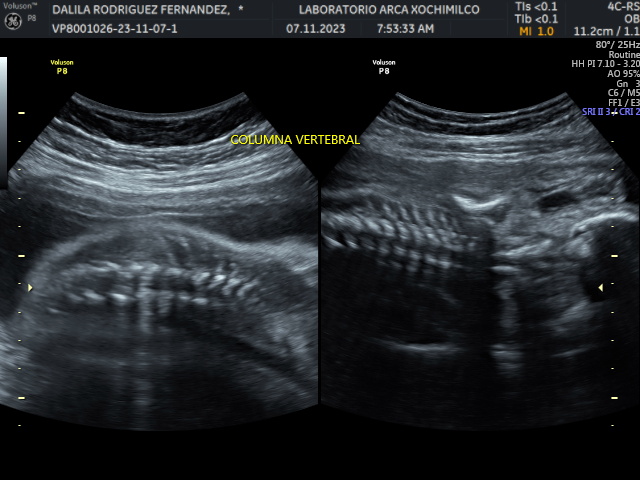 Voluson™
P8
DALILA RODRIGUEZ FERNANDEZ, *
LABORATORIO ARCA XOCHIMILCO
TIs <0.1
4C-RS
VP8001026-23-11-07-1
07.11.2023
7:53:33 AM
TIb <0.1
OB
MI 1.0
11.2cm / 1.1
80°/ 25Hz
Routine
HH PI 7.10 - 3.20
AO 95%
Gn 3
C6 / M5
FF1 / E3
SRI II 3 / CRI 2
Voluson
P8
Voluson
P8
COLUMNA VERTEBRAL